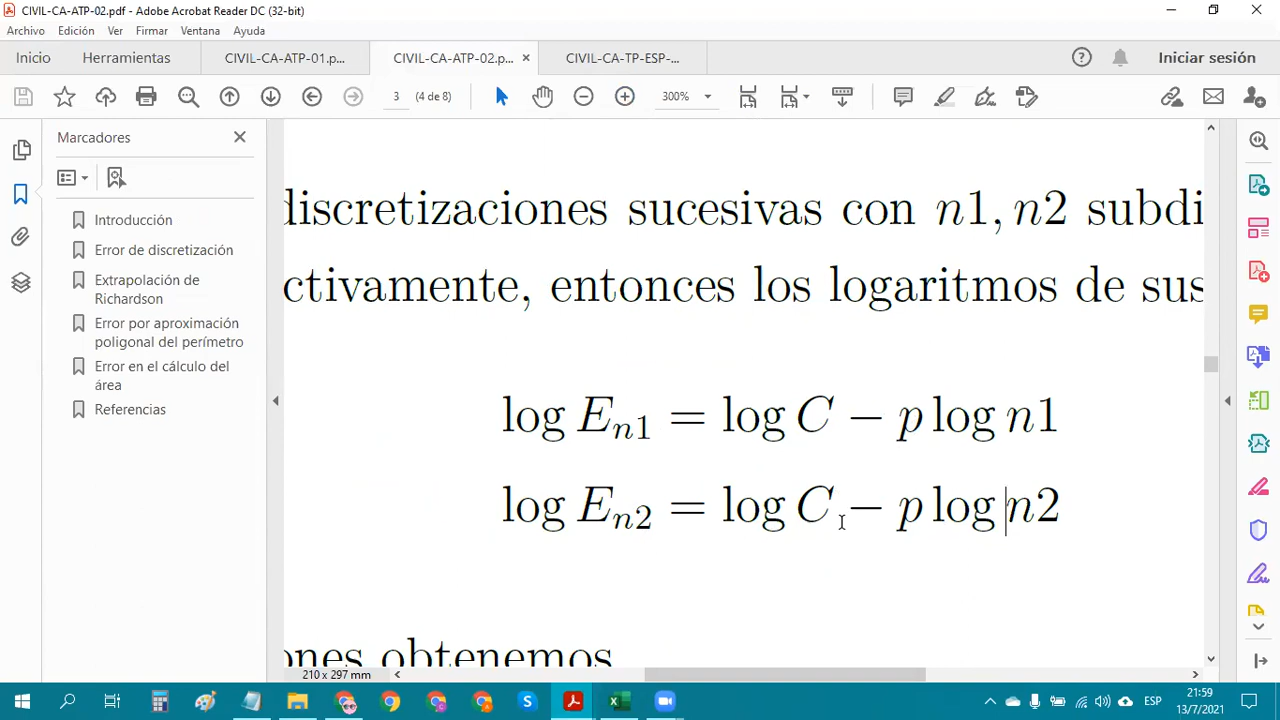 CIVIL-CA-ATP-02.pdf - Adobe Acrobat Reader DC (32-bit)
Archivo Edición Ver Firmar Ventana Ayuda
Inicio Herramientas CIVIL-CA-ATP-01.p... CIVIL-CA-ATP-02.p... CIVIL-CA-TP-ESP-... Iniciar sesión
3 (4 de 8) 300%
Marcadores
Introducción
Error de discretización
Extrapolación de
Richardson
Error por aproximación
poligonal del perímetro
Error en el cálculo del
área
Referencias
discretizaciones sucesivas con n1, n2 subdi
ctivamente, entonces los logaritmos de sus
log E_{n1} = log C − p log n1
log E_{n2} = log C − p log n2
ones obtenemos
210 x 297 mm
ESP
21:59
13/7/2021